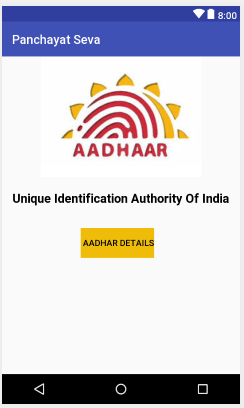 8:00
Panchayat Seva
AADHAAR
Unique Identification Authority Of India
AADHAR DETAILS